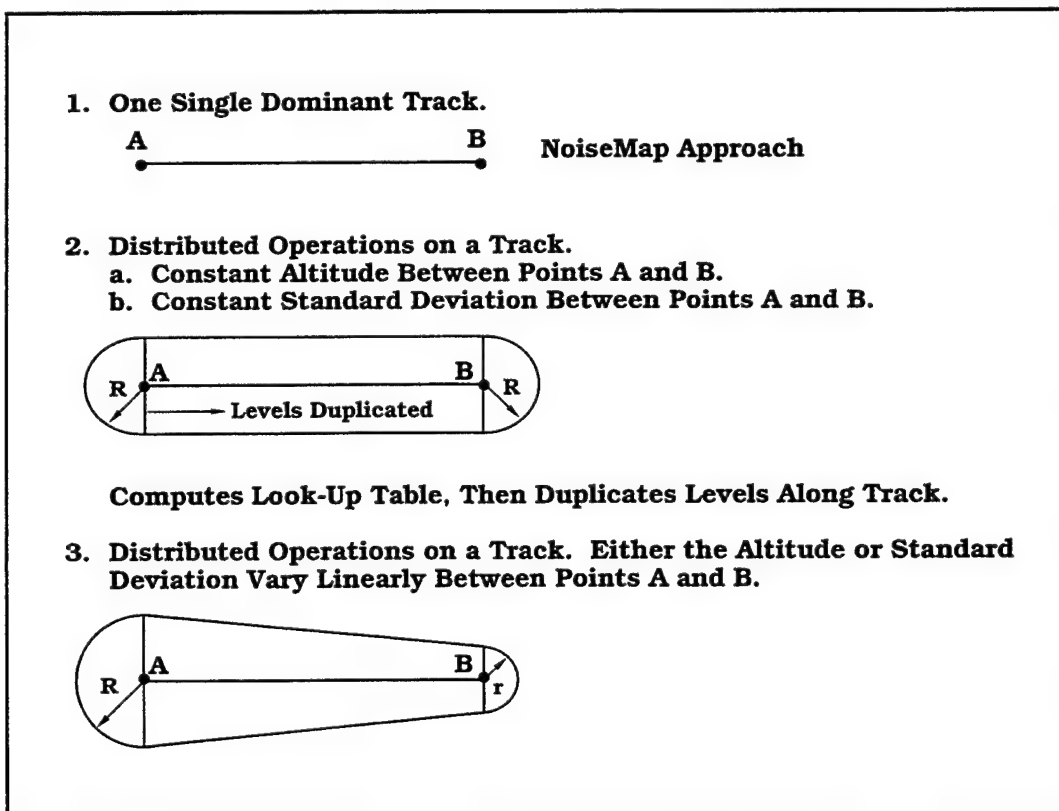 1. One Single Dominant Track.
A B
NoiseMap Approach
2. Distributed Operations on a Track.
a. Constant Altitude Between Points A and B.
b. Constant Standard Deviation Between Points A and B.
A B
R R
Levels Duplicated
Computes Look-Up Table, Then Duplicates Levels Along Track.
3. Distributed Operations on a Track. Either the Altitude or Standard
Deviation Vary Linearly Between Points A and B.
A B
R r